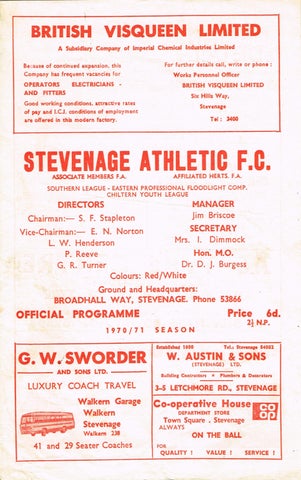 BRITISH VISQUEEN LIMITED
A Subsidiary Company of Imperial Chemical Industries Limited
Because of continued expansion, this
Company has frequent vacancies for
OPERATORS ELECTRICIANS -
AND FITTERS
Good working conditions, attractive rates
of pay and I.C.I. conditions of employment
are offered in this modern factory.
For further details call, write or phone :
Works Personnel Officer
BRITISH VISQUEEN LIMITED
Six Hills Way,
Stevenage
Tel : 3400
STEVENAGE ATHLETIC F.C.
ASSOCIATE MEMBERS F.A. AFFILIATED HERTS. F.A.
SOUTHERN LEAGUE - EASTERN PROFESSIONAL FLOODLIGHT COMP.
CHILTERN YOUTH LEAGUE
DIRECTORS
Chairman:— S. F. Stapleton
Vice-Chairman:— E. N. Norton
L. W. Henderson
P. Reeve
G. R. Turner
MANAGER
Jim Briscoe
SECRETARY
Mrs. I. Dimmock
Hon. M.O.
Dr. D. J. Burgess
Colours: Red/White
Ground and Headquarters:
BROADHALL WAY, STEVENAGE. Phone 53866
OFFICIAL PROGRAMME Price 6d.
1970/71 SEASON 2½ N.P.
G. W. SWORDER
AND SONS LTD.
LUXURY COACH TRAVEL
Walkern Garage
Walkern
Stevenage
Walkern 238
41 and 29 Seater Coaches
Established 1600 Tel.: Stevenage 54052
W. AUSTIN & SONS
(STEVENAGE) LTD.
Building Contractors - Plumbers & Decorators
3-5 LETCHMORE RD., STEVENAGE
Co-operative House
DEPARTMENT STORE
Town Square , Stevenage
ALWAYS
ON THE BALL
FOR
QUALITY ! VALUE ! SERVICE !
CO
OP